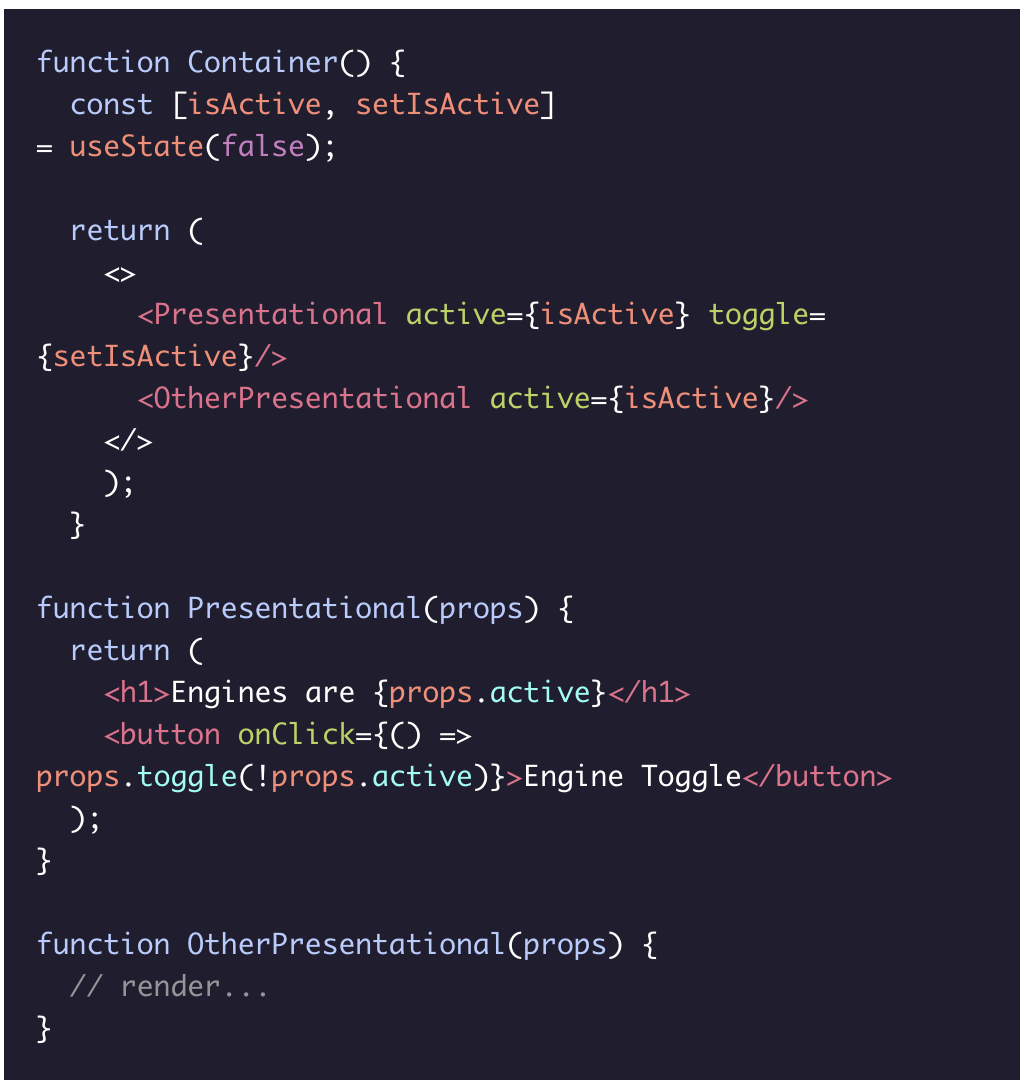 function Container() {
  const [isActive, setIsActive]
= useState(false);

  return (
    <>
      <Presentational active={isActive} toggle=
{setIsActive}/>
      <OtherPresentational active={isActive}/>
    </>
    );
  }

function Presentational(props) {
  return (
    <h1>Engines are {props.active}</h1>
    <button onClick={() =>
props.toggle(!props.active)}>Engine Toggle</button>
  );
}

function OtherPresentational(props) {
  // render...
}